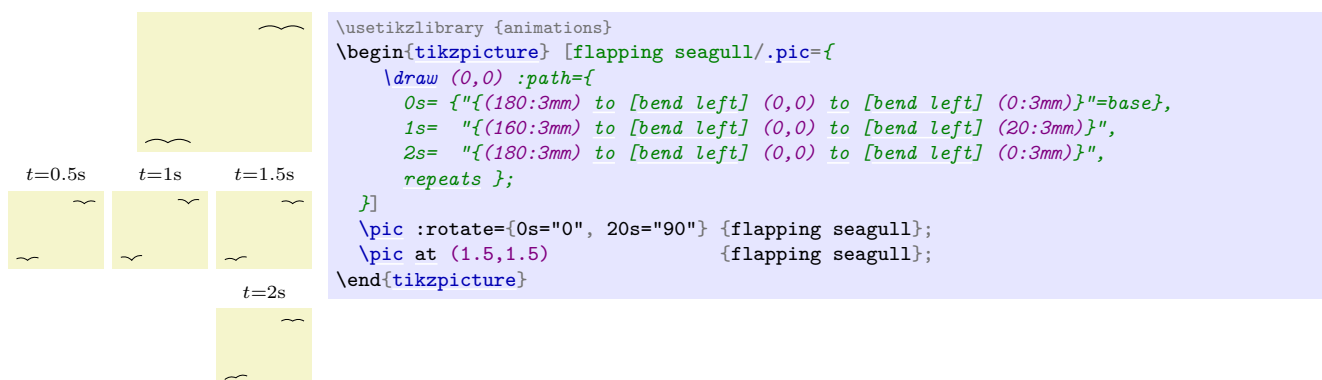 t=0.5s
t=1s
t=1.5s
t=2s
\usetikzlibrary {animations}
\begin{tikzpicture} [flapping seagull/.pic={
    \draw (0,0) :path={
      0s= {"{(180:3mm) to [bend left] (0,0) to [bend left] (0:3mm)}"=base},
      1s=  "{(160:3mm) to [bend left] (0,0) to [bend left] (20:3mm)}",
      2s=  "{(180:3mm) to [bend left] (0,0) to [bend left] (0:3mm)}",
      repeats };
  }]
  \pic :rotate={0s="0", 20s="90"} {flapping seagull};
  \pic at (1.5,1.5)               {flapping seagull};
\end{tikzpicture}